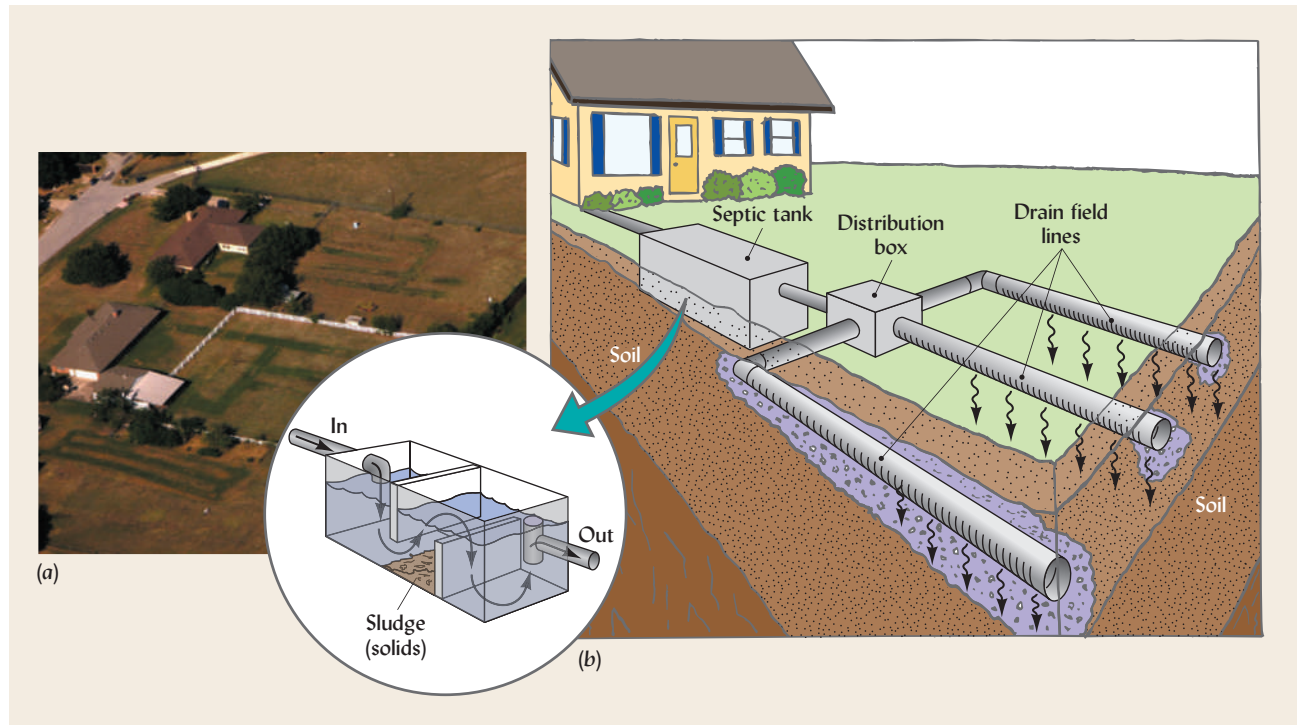 Septic tank
Distribution
box
Drain field
lines
Soil
In
Out
Sludge
(solids)
Soil
(a)
(b)